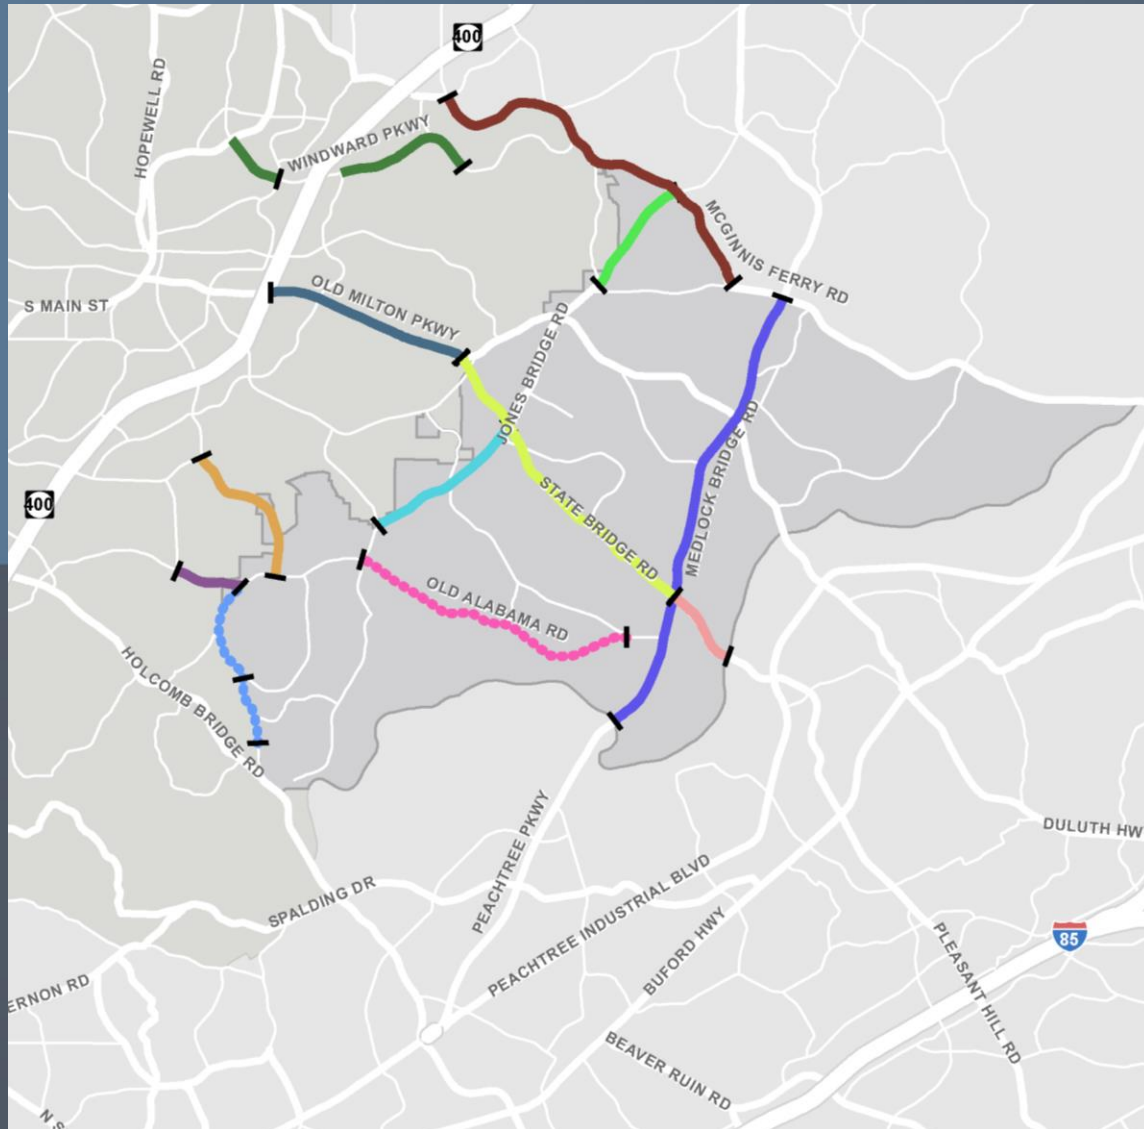 400
HOPEWELL RD
WINDWARD PKWY
MCGINNIS FERRY RD
OLD MILTON PKWY
S MAIN ST
JONES BRIDGE RD
MEDLOCK BRIDGE RD
400
STATE BRIDGE RD
OLD ALABAMA RD
HOLCOMB BRIDGE RD
PEACHTREE PKWY
DULUTH HW
SPALDING DR
PEACHTREE INDUSTRIAL BLVD
BUFORD HWY
85
PLEASANT HILL RD
ERNON RD
BEAVER RUIN RD
N S